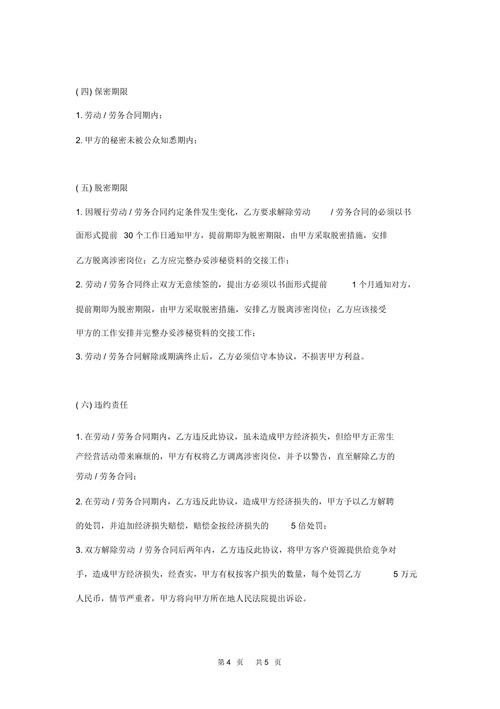 ( 四) 保密期限
1. 劳动 / 劳务合同期内；
2. 甲方的秘密未被公众知悉期内；
( 五) 脱密期限
1. 因履行劳动 / 劳务合同约定条件发生变化，乙方要求解除劳动 / 劳务合同的必须以书
面形式提前 30 个工作日通知甲方，提前期即为脱密期限，由甲方采取脱密措施，安排
乙方脱离涉密岗位；乙方应完整办妥涉秘资料的交接工作；
2. 劳动 / 劳务合同终止双方无意续签的，提出方必须以书面形式提前 1 个月通知对方，
提前期即为脱密期限，由甲方采取脱密措施，安排乙方脱离涉密岗位；乙方应该接受
甲方的工作安排并完整办妥涉秘资料的交接工作；
3. 劳动 / 劳务合同解除或期满终止后，乙方必须信守本协议，不损害甲方利益。
( 六) 违约责任
1. 在劳动 / 劳务合同期内，乙方违反此协议，虽未造成甲方经济损失，但给甲方正常生
产经营活动带来麻烦的，甲方有权将乙方调离涉密岗位，并予以警告，直至解除乙方的
劳动 / 劳务合同；
2. 在劳动 / 劳务合同期内，乙方违反此协议，造成甲方经济损失的，甲方予以乙方解聘
的处罚，并追加经济损失赔偿，赔偿金按经济损失的 5 倍处罚；
3. 双方解除劳动 / 劳务合同后两年内，乙方违反此协议，将甲方客户资源提供给竞争对
手，造成甲方经济损失，经查实，甲方有权按客户损失的数量，每个处罚乙方 5 万元
人民币，情节严重者，甲方将向甲方所在地人民法院提出诉讼。
第 4 页 共 5 页